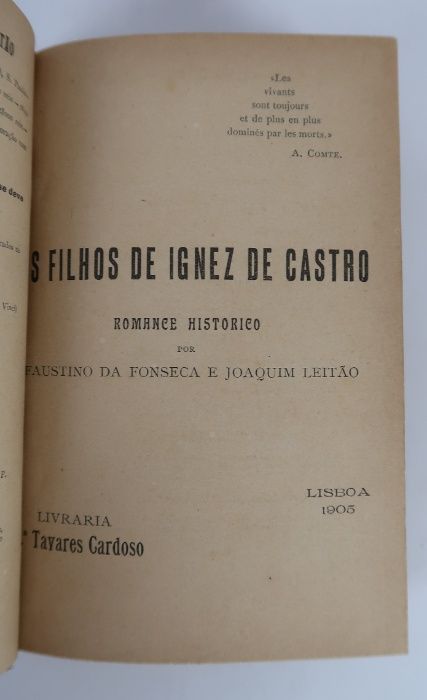 «Les
vivants
sont toujours
et de plus en plus
dominés par les morts.»
A. COMTE.
S FILHOS DE IGNEZ DE CASTRO
ROMANCE HISTORICO
POR
FAUSTINO DA FONSECA E JOAQUIM LEITÃO
LISBOA
1905
LIVRARIA
Tavares Cardoso